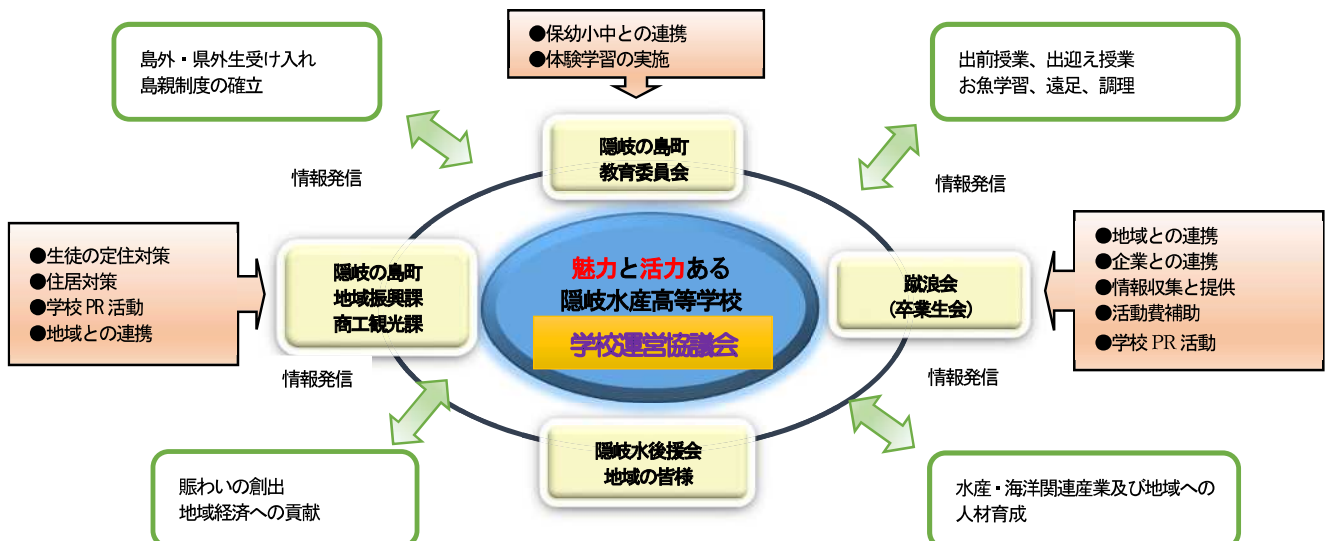 ●保幼小中との連携
●体験学習の実施
島外・県外生受け入れ
島親制度の確立
出前授業、出迎え授業
お魚学習、遠足、調理
隠岐の島町
教育委員会
情報発信
情報発信
●生徒の定住対策
●住居対策
●学校 PR 活動
●地域との連携
隠岐の島町
地域振興課
商工観光課
魅力と活力ある
隠岐水産高等学校
学校運営協議会
蹴浪会
（卒業生会）
●地域との連携
●企業との連携
●情報収集と提供
●活動費補助
●学校 PR 活動
情報発信
情報発信
隠岐水後援会
地域の皆様
賑わいの創出
地域経済への貢献
水産・海洋関連産業及び地域への
人材育成